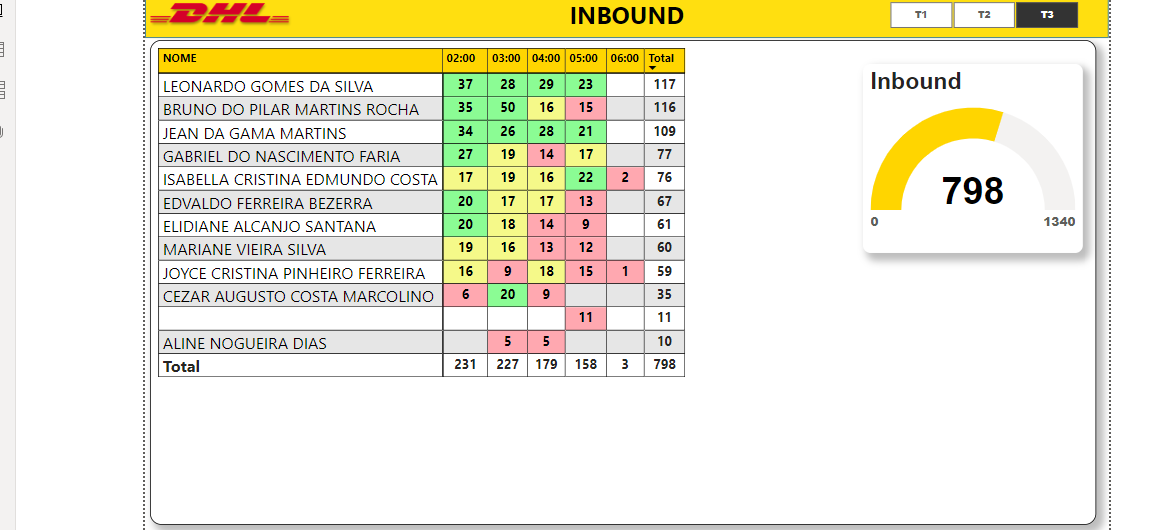 DHL INBOUND T1 T2 T3
NOME 02:00 03:00 04:00 05:00 06:00 Total
LEONARDO GOMES DA SILVA 37 28 29 23 117
BRUNO DO PILAR MARTINS ROCHA 35 50 16 15 116
JEAN DA GAMA MARTINS 34 26 28 21 109
GABRIEL DO NASCIMENTO FARIA 27 19 14 17 77
ISABELLA CRISTINA EDMUNDO COSTA 17 19 16 22 2 76
EDVALDO FERREIRA BEZERRA 20 17 17 13 67
ELIDIANE ALCANJO SANTANA 20 18 14 9 61
MARIANE VIEIRA SILVA 19 16 13 12 60
JOYCE CRISTINA PINHEIRO FERREIRA 16 9 18 15 1 59
CEZAR AUGUSTO COSTA MARCOLINO 6 20 9 35
11 11
ALINE NOGUEIRA DIAS 5 5 10
Total 231 227 179 158 3 798
Inbound
798
0 1340